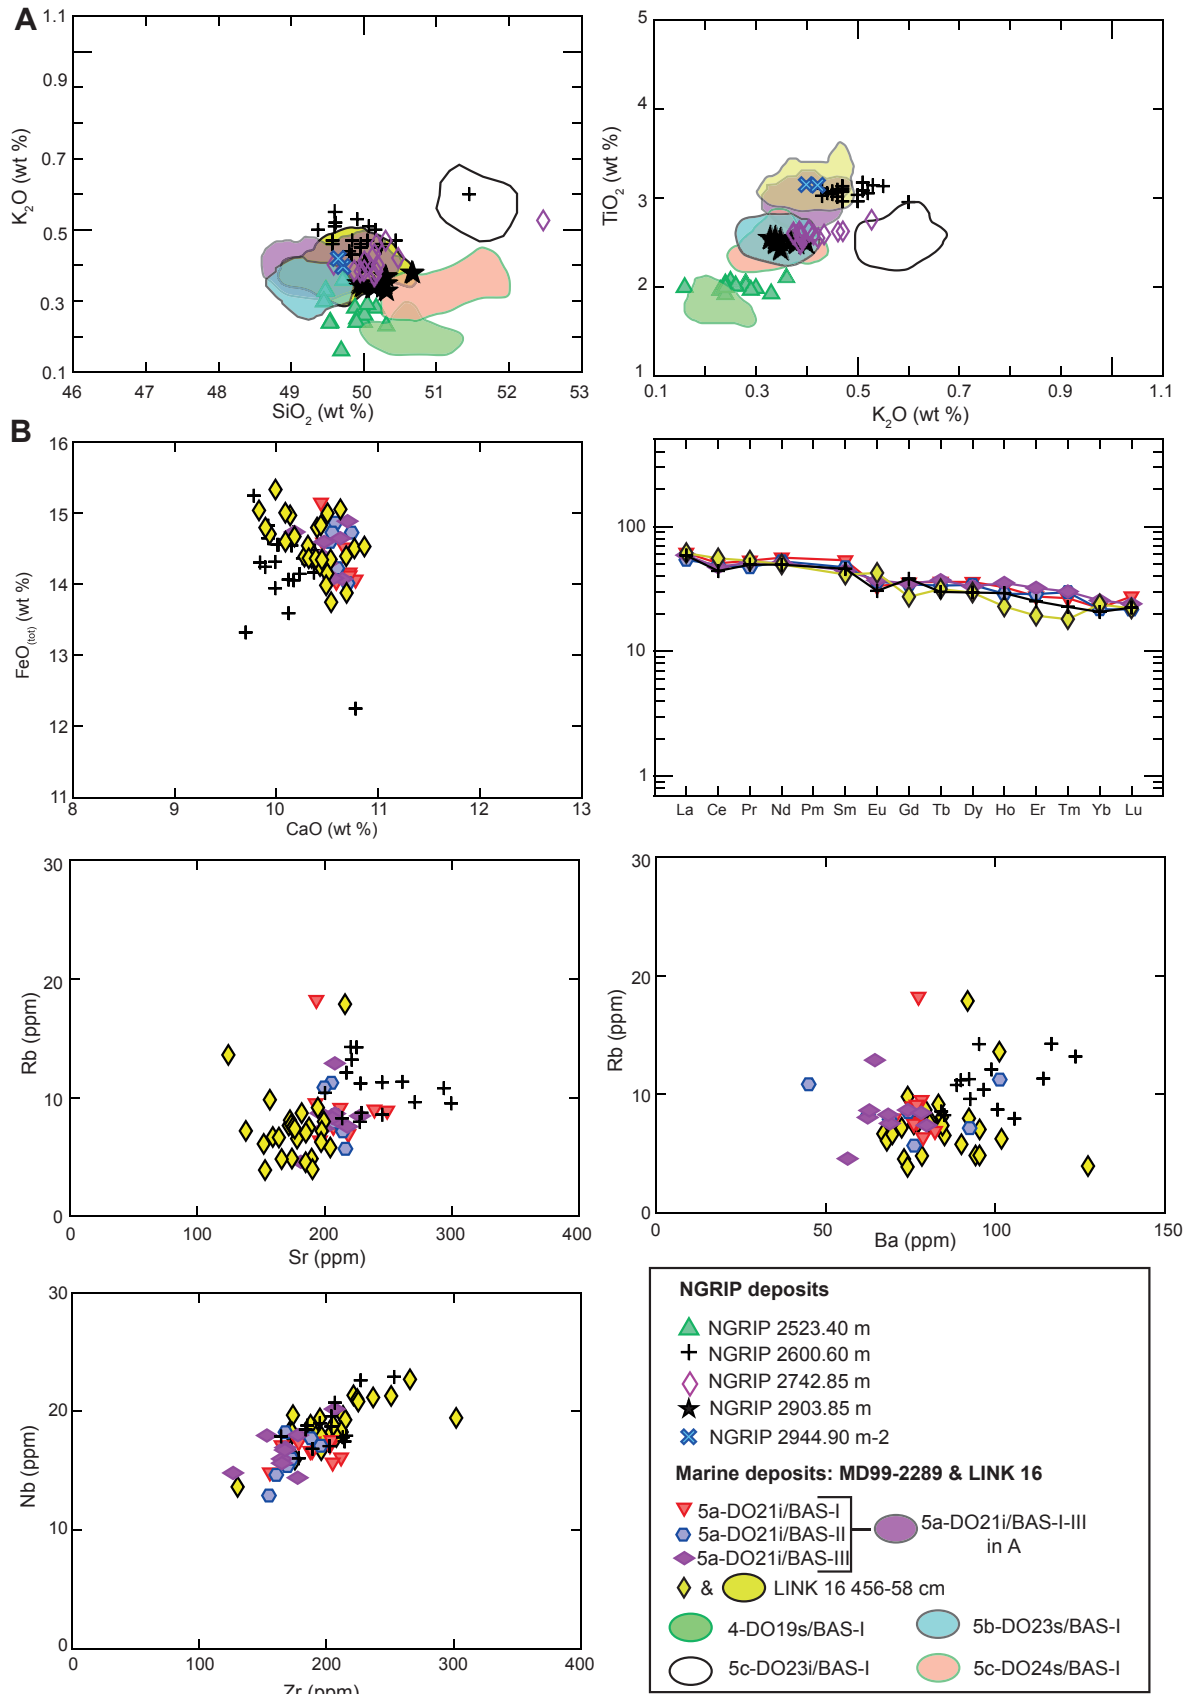 A
1.1
0.9
0.7
0.5
0.3
0.1
K2O (wt %)
46
47
48
49
50
51
52
53
SiO2 (wt %)
5
4
3
2
1
TiO2 (wt %)
0.1
0.3
0.5
0.7
0.9
1.1
K2O (wt %)
B
16
15
14
13
12
11
FeO(tot) (wt %)
8
9
10
11
12
13
CaO (wt %)
100
10
1
La
Ce
Pr
Nd
Pm
Sm
Eu
Gd
Tb
Dy
Ho
Er
Tm
Yb
Lu
30
20
10
0
Rb (ppm)
0
100
200
300
400
Sr (ppm)
30
20
10
0
Rb (ppm)
0
50
100
150
Ba (ppm)
30
20
10
0
Nb (ppm)
0
100
200
300
400
Zr (ppm)
NGRIP deposits
NGRIP 2523.40 m
NGRIP 2600.60 m
NGRIP 2742.85 m
NGRIP 2903.85 m
NGRIP 2944.90 m-2
Marine deposits: MD99-2289 & LINK 16
5a-DO21i/BAS-I
5a-DO21i/BAS-II
5a-DO21i/BAS-III
5a-DO21i/BAS-I-III
in A
& LINK 16 456-58 cm
4-DO19s/BAS-I
5b-DO23s/BAS-I
5c-DO23i/BAS-I
5c-DO24s/BAS-I